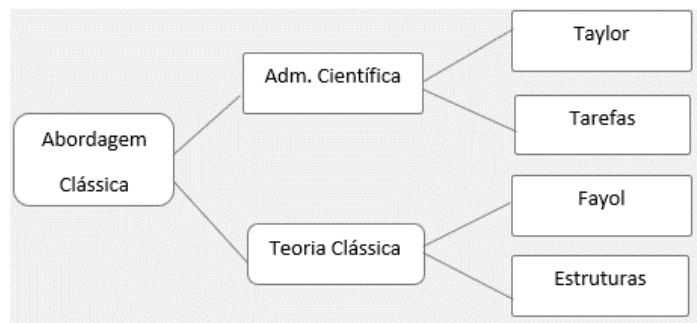 Abordagem
Clássica
Adm. Científica
Teoria Clássica
Taylor
Tarefas
Fayol
Estruturas